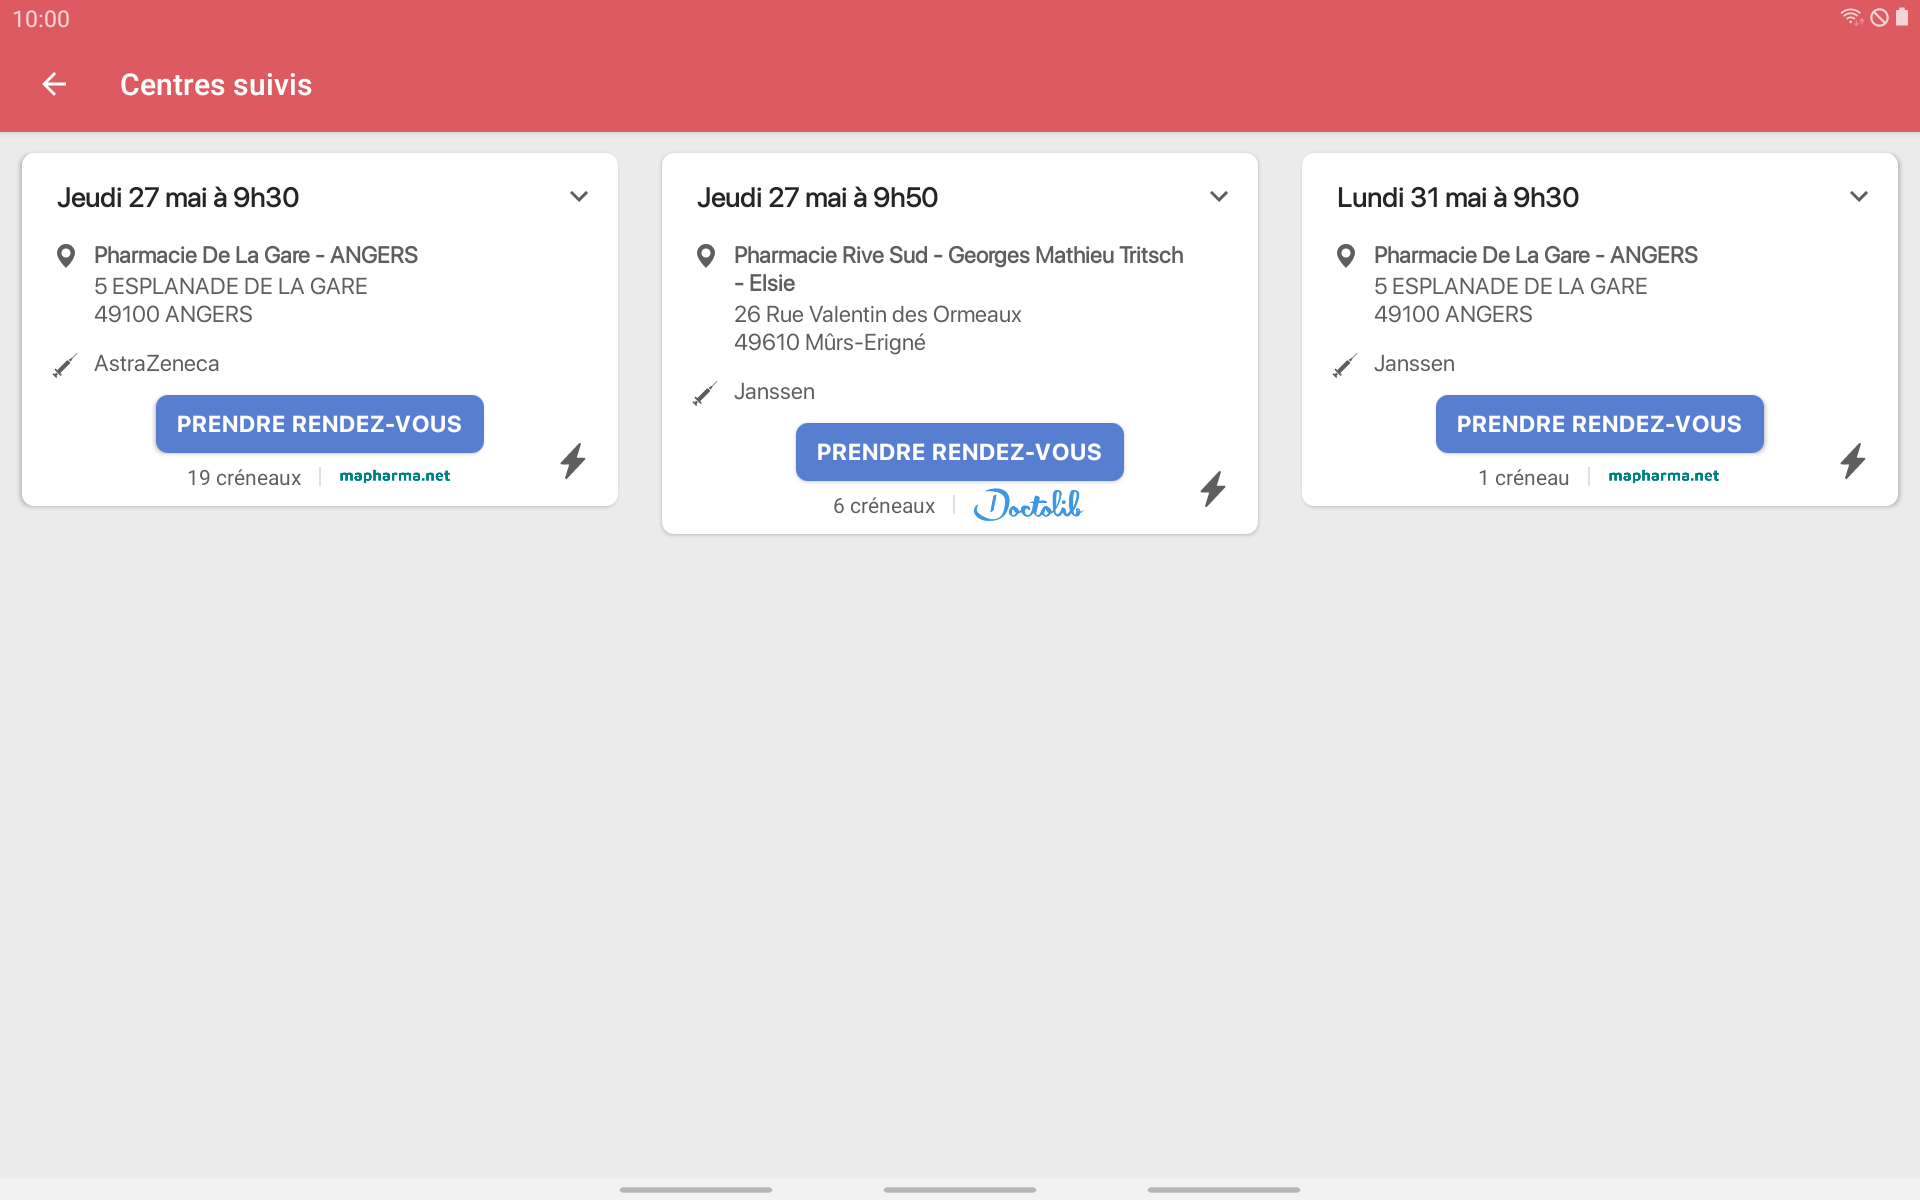 10:00
Centres suivis
Jeudi 27 mai à 9h30
Pharmacie De La Gare - ANGERS
5 ESPLANADE DE LA GARE
49100 ANGERS
AstraZeneca
PRENDRE RENDEZ-VOUS
19 créneaux
mapharma.net
Jeudi 27 mai à 9h50
Pharmacie Rive Sud - Georges Mathieu Tritsch
- Elsie
26 Rue Valentin des Ormeaux
49610 Mûrs-Erigné
Janssen
PRENDRE RENDEZ-VOUS
6 créneaux
Doctolib
Lundi 31 mai à 9h30
Pharmacie De La Gare - ANGERS
5 ESPLANADE DE LA GARE
49100 ANGERS
Janssen
PRENDRE RENDEZ-VOUS
1 créneau
mapharma.net